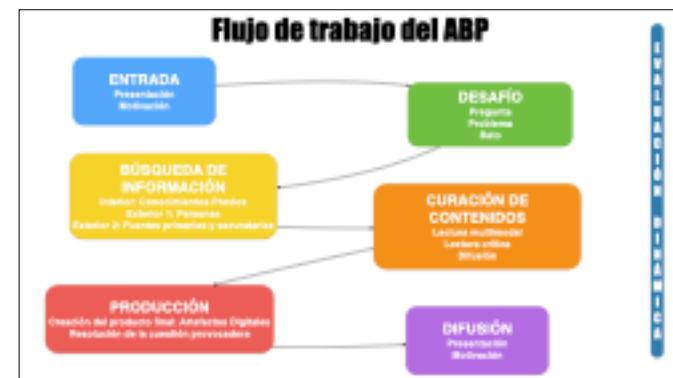 Flujo de trabajo del ABP
ENTRADA
Presentación
Motivación
DESAFÍO
Pregunta
Problema
Reto
BÚSQUEDA DE
INFORMACIÓN
Interior: Conocimientos Previos
Exterior 1: Personas
Exterior 2: Fuentes primarias y secundarias
CURACIÓN DE
CONTENIDOS
Lectura multimodal
Lectura crítica
Difusión
PRODUCCIÓN
Creación del producto final: Artefactos Digitales
Resolución de la cuestión provocadora
DIFUSIÓN
Presentación
Motivación
EVALUACIÓN DINÁMICA